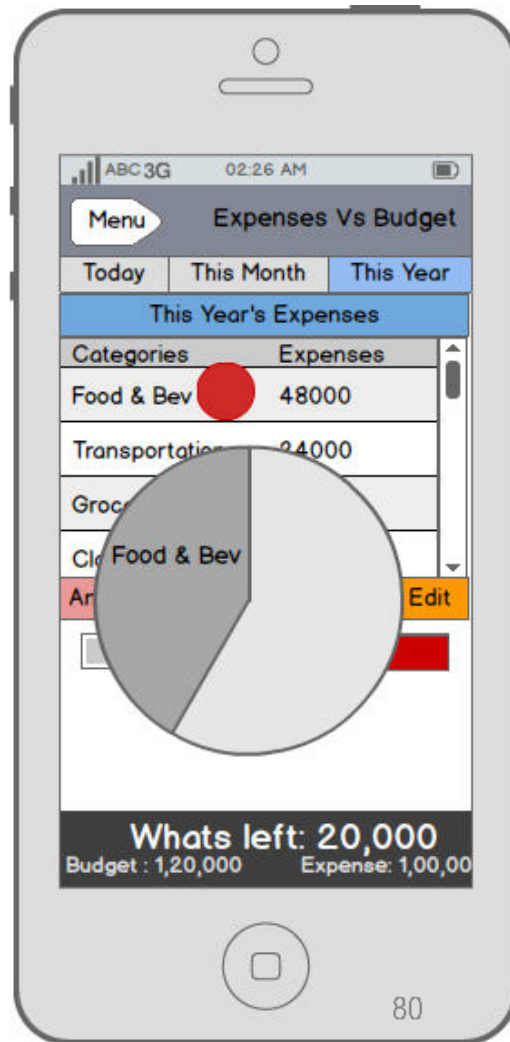 ABC 3G 02:26 AM
Menu Expenses Vs Budget
Today This Month This Year
This Year's Expenses
Categories Expenses
Food & Bev 48000
Transportation 24000
Food & Bev
Edit
Whats left: 20,000
Budget : 1,20,000 Expense: 1,00,00
80